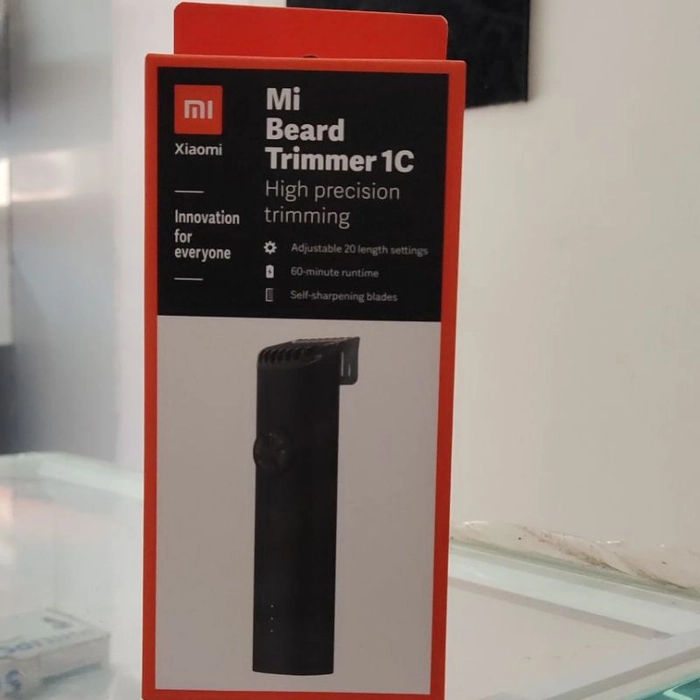 mi
Xiaomi
Innovation
for
everyone
Mi
Beard
Trimmer 1C
High precision
trimming
Adjustable 20 length settings
60-minute runtime
Self-sharpening blades